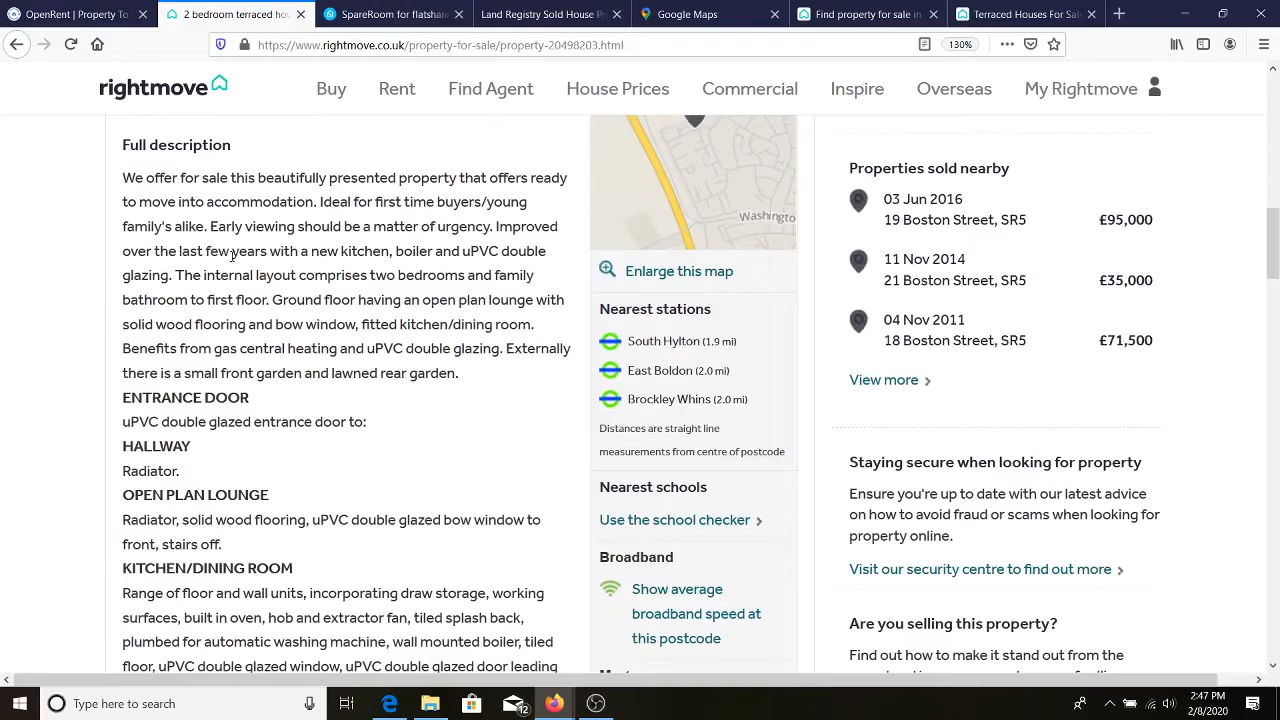 OpenRent | Property To
2 bedroom terraced hou
SpareRoom for flatshare
Land Registry Sold House Pr
Google Maps
Find property for sale in
Terraced Houses For Sa
https://www.rightmove.co.uk/property-for-sale/property-20498203.html
130%
rightmove
Buy Rent Find Agent House Prices Commercial Inspire Overseas My Rightmove
Full description
We offer for sale this beautifully presented property that offers ready
to move into accommodation. Ideal for first time buyers/young
family's alike. Early viewing should be a matter of urgency. Improved
over the last few years with a new kitchen, boiler and uPVC double
glazing. The internal layout comprises two bedrooms and family
bathroom to first floor. Ground floor having an open plan lounge with
solid wood flooring and bow window, fitted kitchen/dining room.
Benefits from gas central heating and uPVC double glazing. Externally
there is a small front garden and lawned rear garden.
ENTRANCE DOOR
uPVC double glazed entrance door to:
HALLWAY
Radiator.
OPEN PLAN LOUNGE
Radiator, solid wood flooring, uPVC double glazed bow window to
front, stairs off.
KITCHEN/DINING ROOM
Range of floor and wall units, incorporating draw storage, working
surfaces, built in oven, hob and extractor fan, tiled splash back,
plumbed for automatic washing machine, wall mounted boiler, tiled
floor, uPVC double glazed window, uPVC double glazed door leading
Washingto
Enlarge this map
Nearest stations
South Hylton (1.9 mi)
East Boldon (2.0 mi)
Brockley Whins (2.0 mi)
Distances are straight line
measurements from centre of postcode
Nearest schools
Use the school checker
Broadband
Show average
broadband speed at
this postcode
Properties sold nearby
03 Jun 2016
19 Boston Street, SR5 £95,000
11 Nov 2014
21 Boston Street, SR5 £35,000
04 Nov 2011
18 Boston Street, SR5 £71,500
View more
Staying secure when looking for property
Ensure you're up to date with our latest advice
on how to avoid fraud or scams when looking for
property online.
Visit our security centre to find out more
Are you selling this property?
Find out how to make it stand out from the
Type here to search
12
2:47 PM
2/8/2020